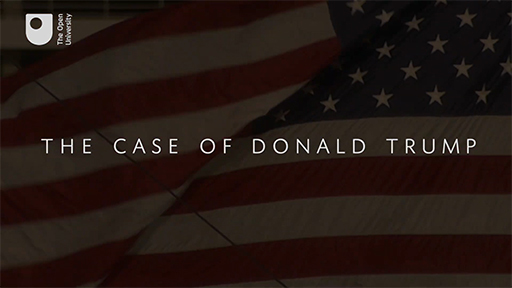 The Open
University
THE CASE OF DONALD TRUMP